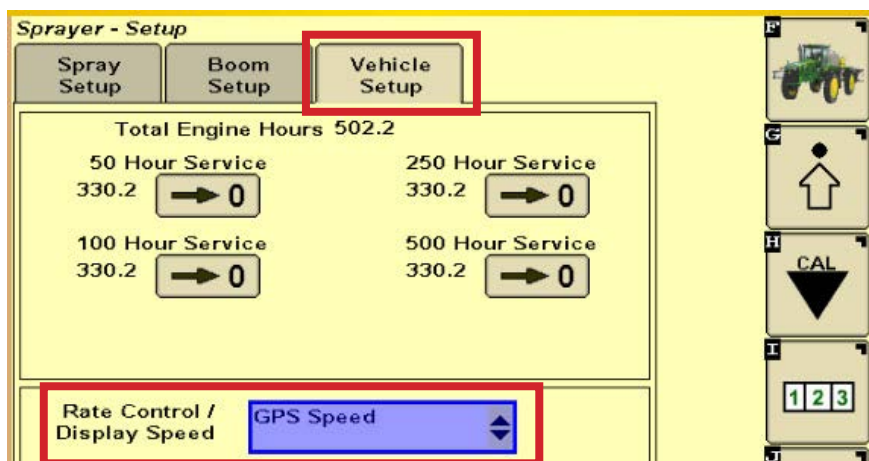 Sprayer - Setup
Spray Setup
Boom Setup
Vehicle Setup
Total Engine Hours 502.2
50 Hour Service
330.2
0
250 Hour Service
330.2
0
100 Hour Service
330.2
0
500 Hour Service
330.2
0
Rate Control /
Display Speed
GPS Speed
F
G
H
CAL
I
1 2 3
J